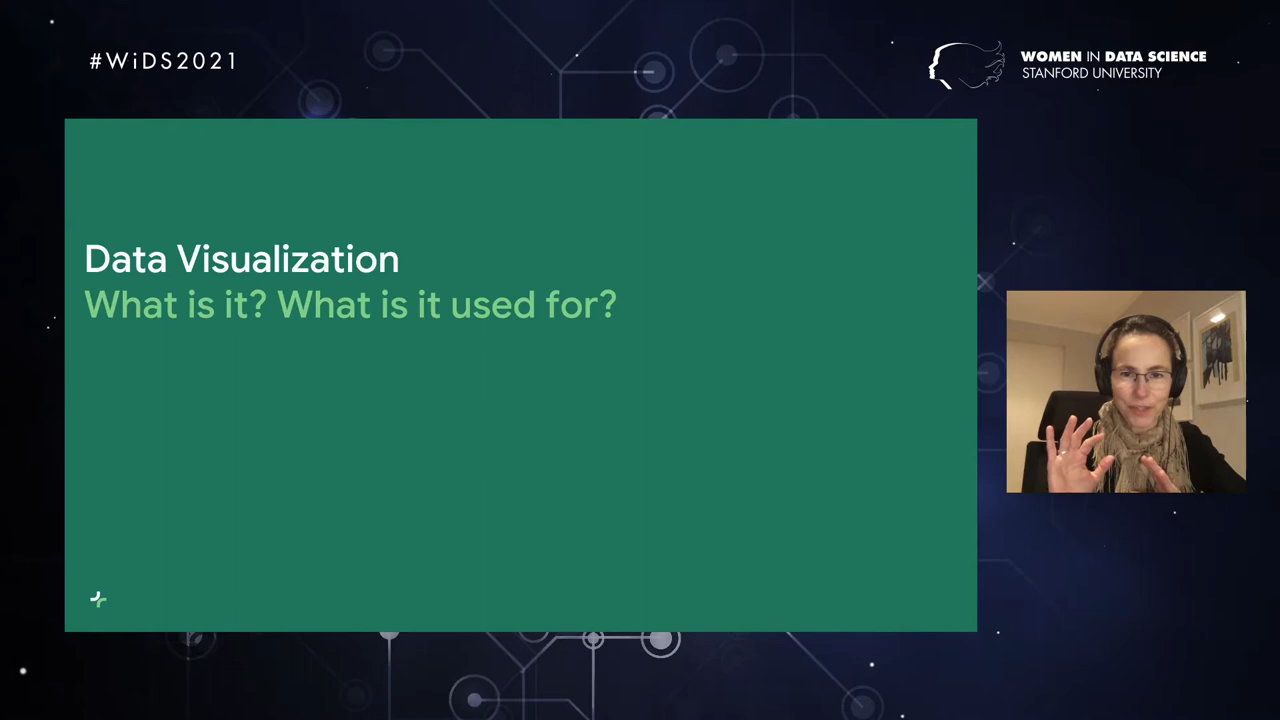 #WiDS2021
WOMEN IN DATA SCIENCE
STANFORD UNIVERSITY
Data Visualization
What is it? What is it used for?